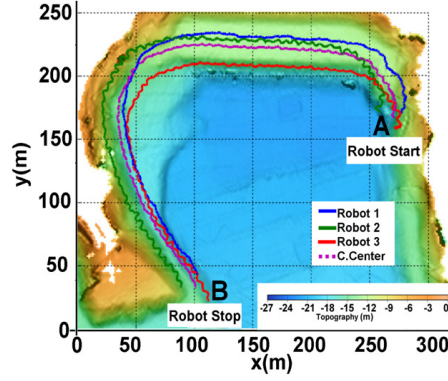 250
200
150
100
50
0
y(m)
A
Robot Start
Robot 1
Robot 2
Robot 3
C.Center
B
Robot Stop
-27 -24 -21 -18 -15 -12 -9 -6 -3 0
Topography (m)
0 50 100 150 200 250 300
x(m)